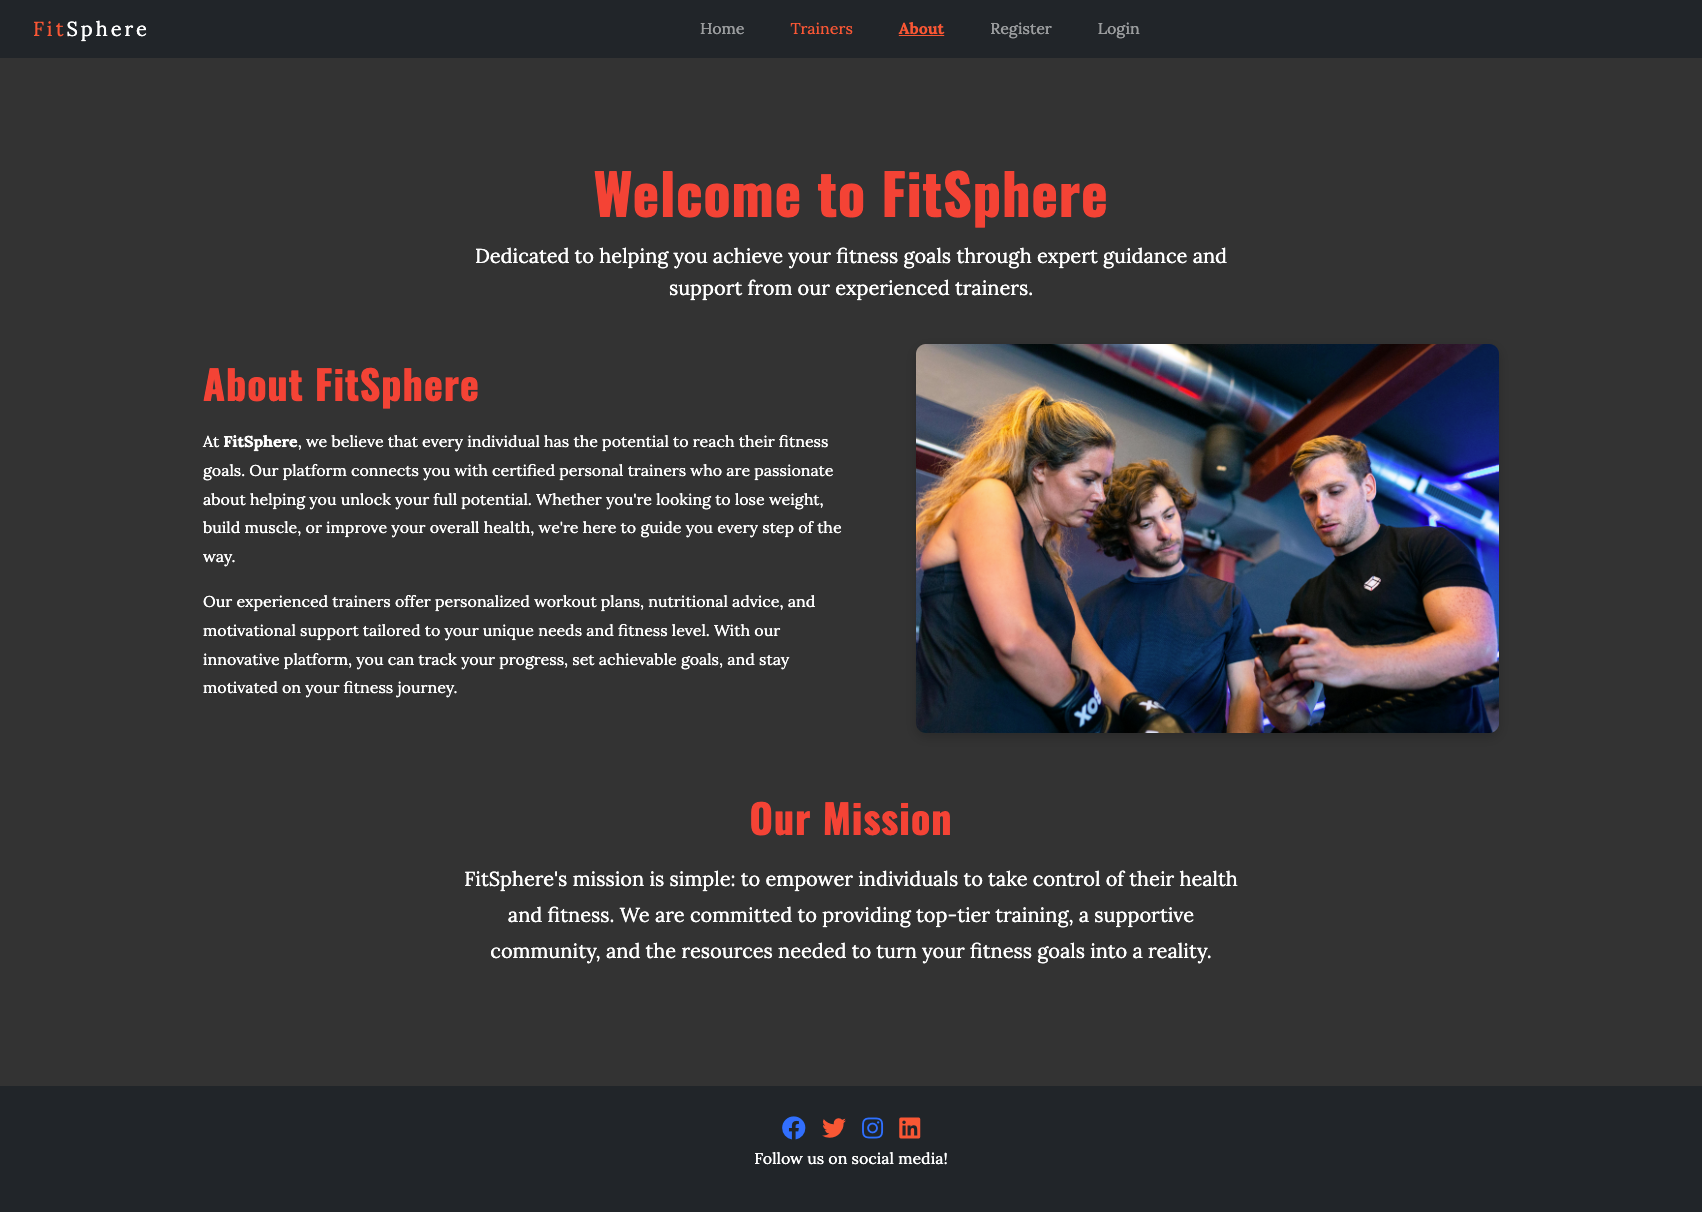 FitSphere
Home Trainers About Register Login
Welcome to FitSphere
Dedicated to helping you achieve your fitness goals through expert guidance and
support from our experienced trainers.
About FitSphere
At FitSphere, we believe that every individual has the potential to reach their fitness
goals. Our platform connects you with certified personal trainers who are passionate
about helping you unlock your full potential. Whether you're looking to lose weight,
build muscle, or improve your overall health, we're here to guide you every step of the
way.
Our experienced trainers offer personalized workout plans, nutritional advice, and
motivational support tailored to your unique needs and fitness level. With our
innovative platform, you can track your progress, set achievable goals, and stay
motivated on your fitness journey.
Our Mission
FitSphere's mission is simple: to empower individuals to take control of their health
and fitness. We are committed to providing top-tier training, a supportive
community, and the resources needed to turn your fitness goals into a reality.
Follow us on social media!